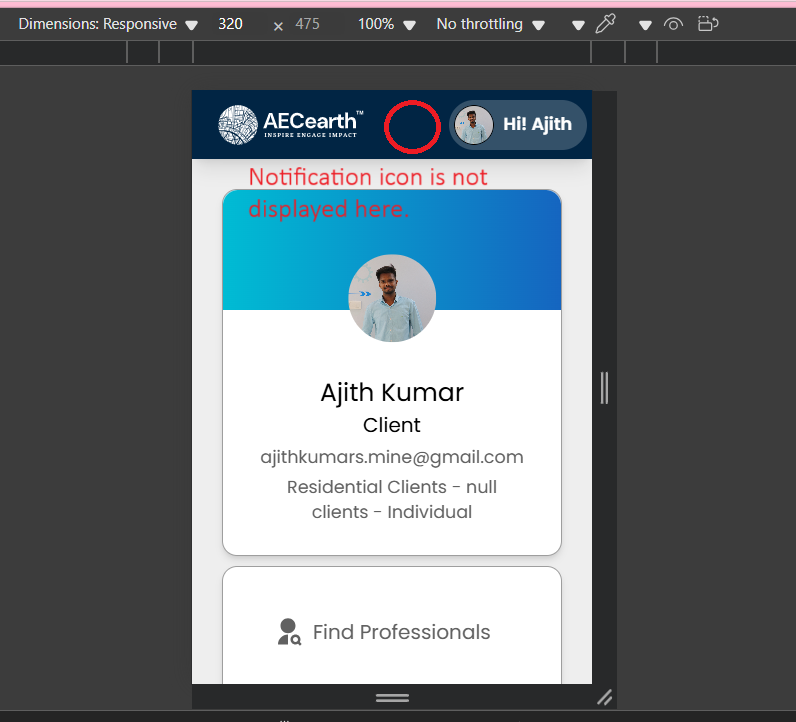 Dimensions: Responsive 320 × 475 100% No throttling
AECearth™
INSPIRE ENGAGE IMPACT
Hi! Ajith
Notification icon is not
displayed here.
Ajith Kumar
Client
ajithkumars.mine@gmail.com
Residential Clients - null
clients - Individual
Find Professionals